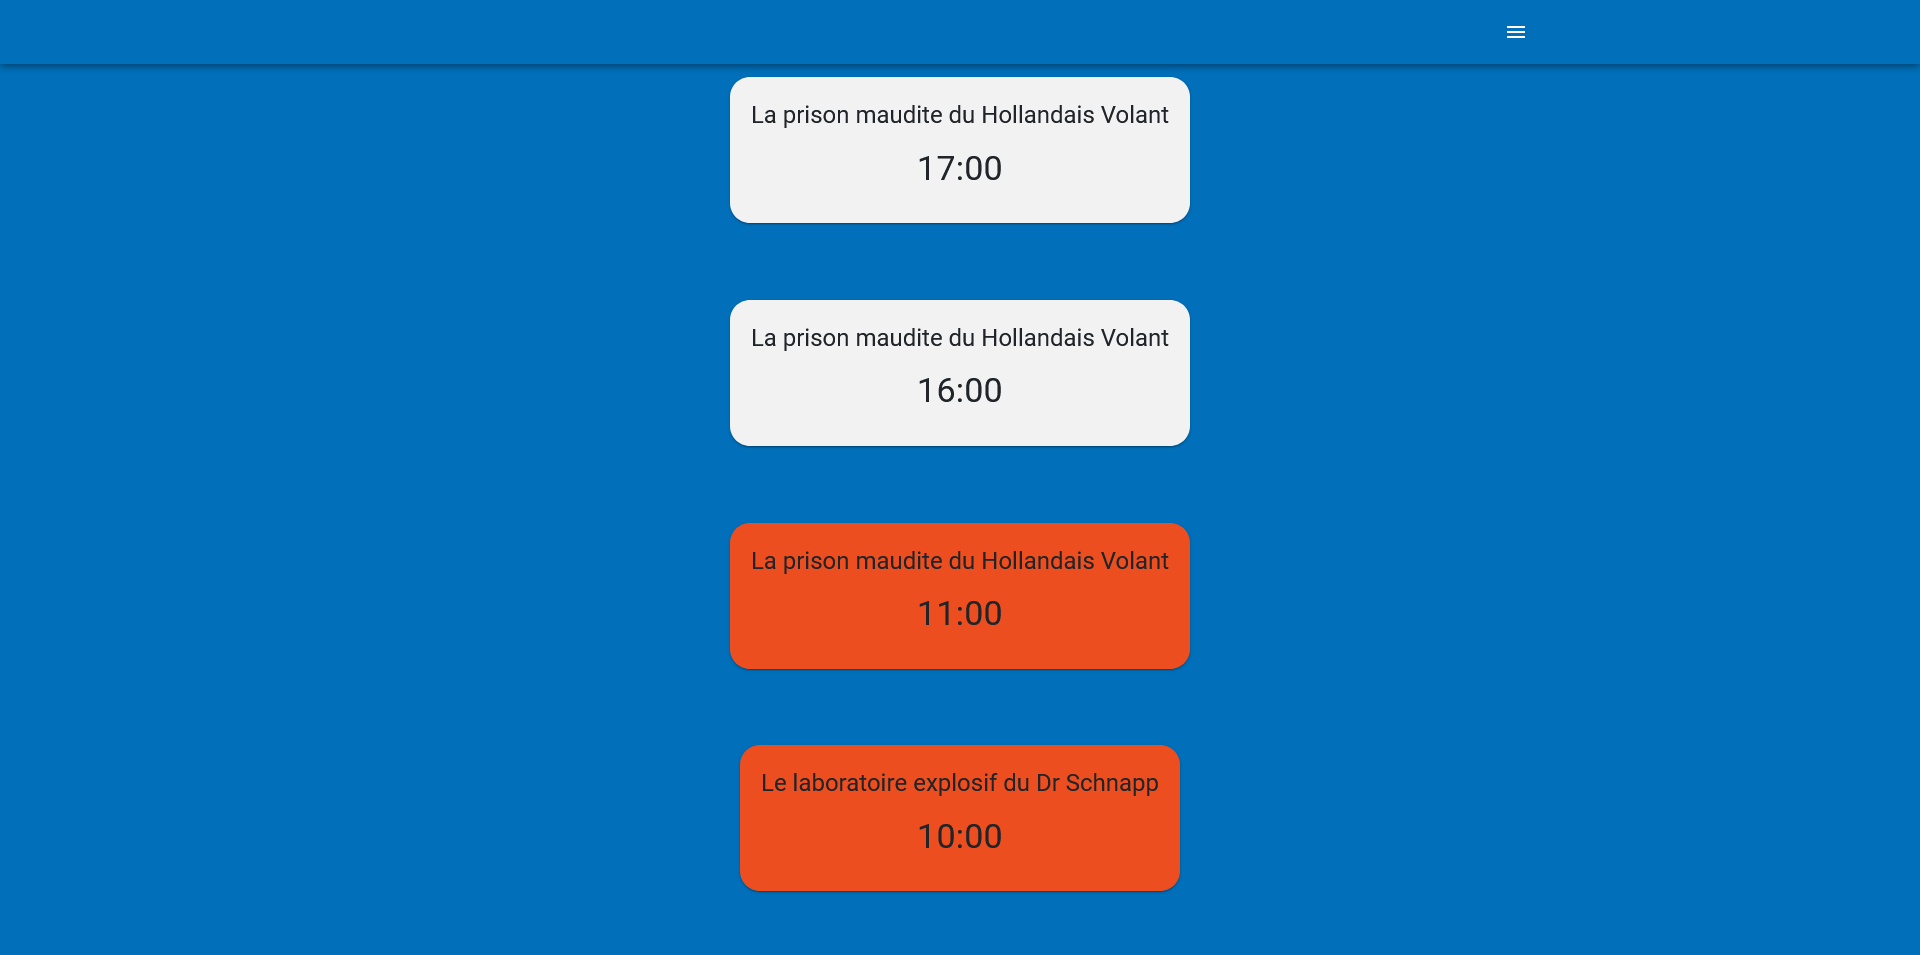 La prison maudite du Hollandais Volant
17:00
La prison maudite du Hollandais Volant
16:00
La prison maudite du Hollandais Volant
11:00
Le laboratoire explosif du Dr Schnapp
10:00